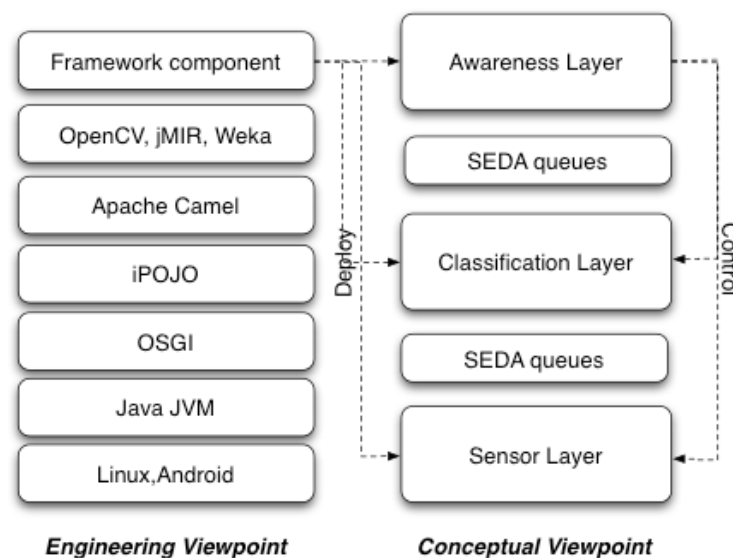 Framework component
OpenCV, jMIR, Weka
Apache Camel
iPOJO
OSGI
Java JVM
Linux,Android
Engineering Viewpoint
Deploy
Awareness Layer
SEDA queues
Classification Layer
SEDA queues
Sensor Layer
Conceptual Viewpoint
Control